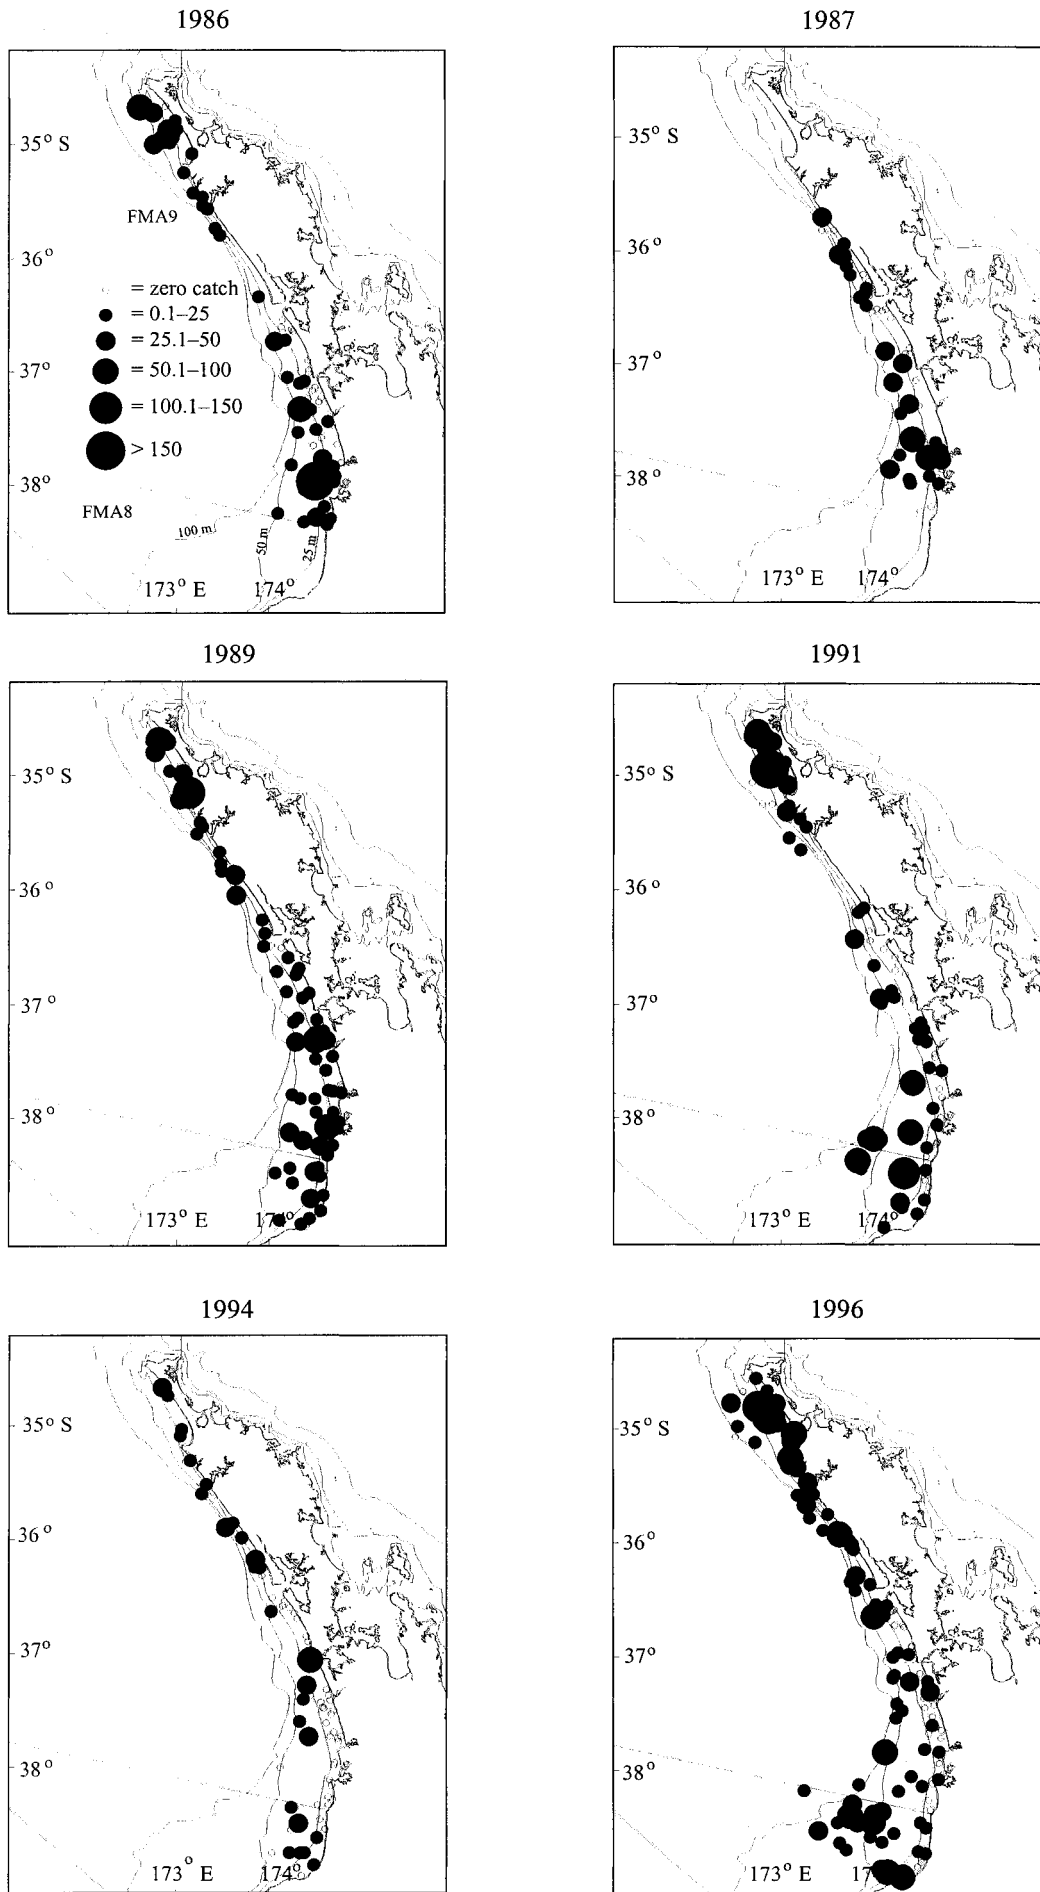 1986
1987
35° S
FMA9
36°
= zero catch
= 0.1–25
= 25.1–50
37°
= 50.1–100
= 100.1–150
> 150
38°
FMA8
100 m
50 m
25 m
173° E
174°
35° S
36°
37°
38°
173° E
174°
1989
1991
35° S
36°
37°
38°
173° E
174°
35° S
36°
37°
38°
173° E
174°
1994
1996
35° S
36°
37°
38°
173° E
174°
35° S
36°
37°
38°
173° E